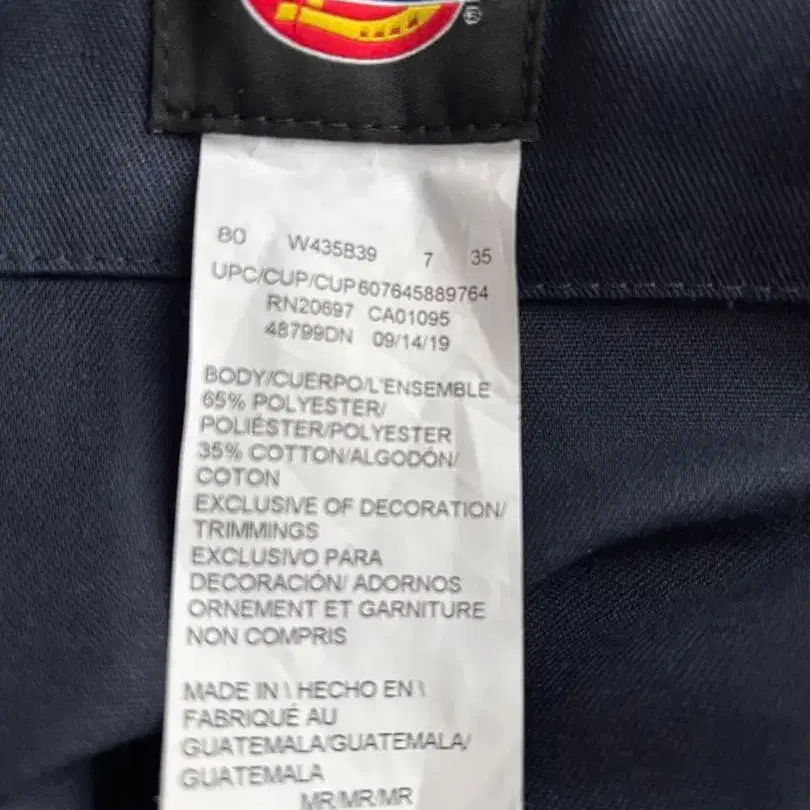 ®
80 W435B39 7 35
UPC/CUP/CUP 607645889764
RN20697 CA01095
48799DN 09/14/19
BODY/CUERPO/L'ENSEMBLE
65% POLYESTER/
POLIÉSTER/POLYESTER
35% COTTON/ALGODÓN/
COTON
EXCLUSIVE OF DECORATION/
TRIMMINGS
EXCLUSIVO PARA
DECORACIÓN/ ADORNOS
ORNEMENT ET GARNITURE
NON COMPRIS
MADE IN \ HECHO EN \
FABRIQUÉ AU
GUATEMALA/GUATEMALA/
GUATEMALA
MR/MR/MR